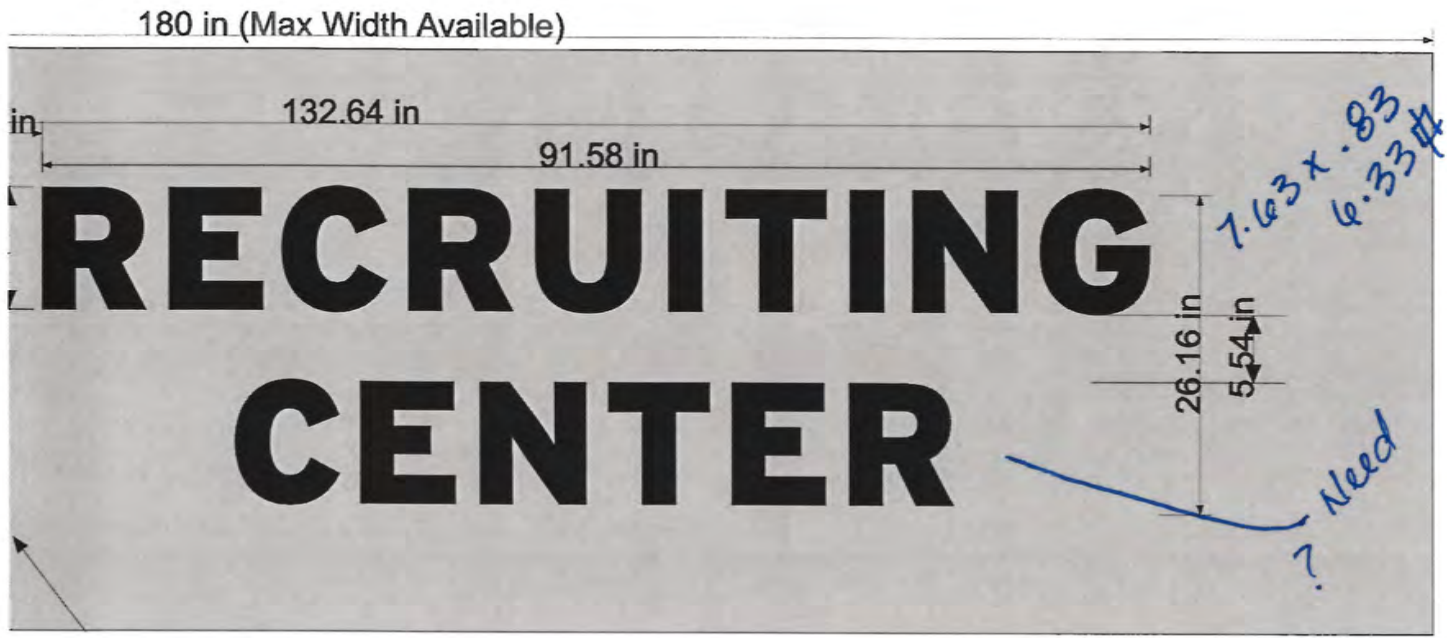 180 in (Max Width Available)
in
132.64 in
91.58 in
RECRUITING
CENTER
26.16 in
5.54 in
7.63 x .83
6.33 #
Need
?